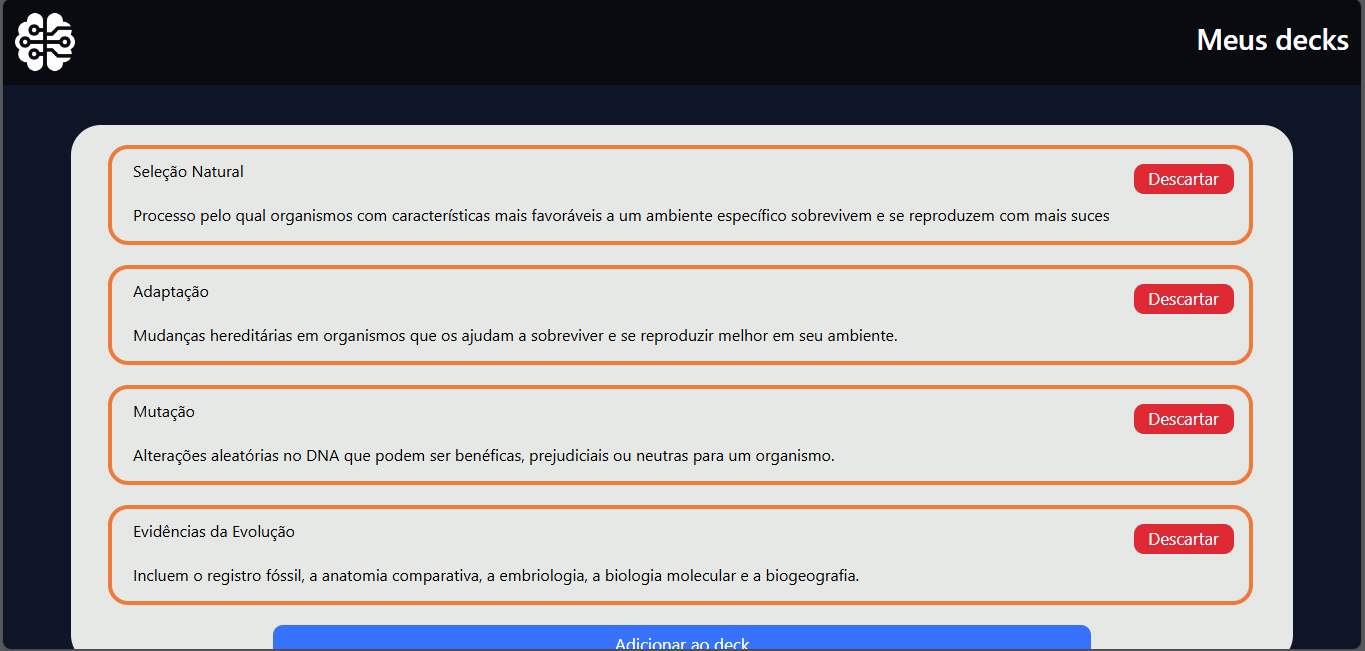 Meus decks
Seleção Natural
Descartar
Processo pelo qual organismos com características mais favoráveis a um ambiente específico sobrevivem e se reproduzem com mais suces
Adaptação
Descartar
Mudanças hereditárias em organismos que os ajudam a sobreviver e se reproduzir melhor em seu ambiente.
Mutação
Descartar
Alterações aleatórias no DNA que podem ser benéficas, prejudiciais ou neutras para um organismo.
Evidências da Evolução
Descartar
Incluem o registro fóssil, a anatomia comparativa, a embriologia, a biologia molecular e a biogeografia.
Adicionar ao deck